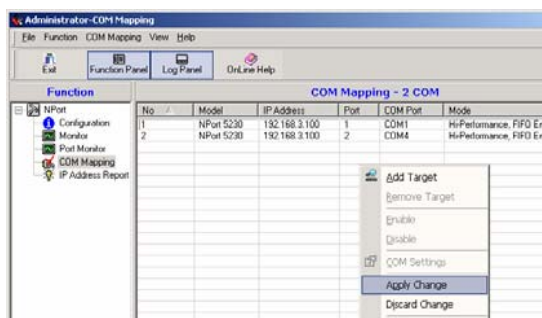 Administrator-COM Mapping
File Function COM Mapping View Help
Exit Function Panel Log Panel OnLine Help
Function
COM Mapping - 2 COM
NPort
Configuration
Monitor
Port Monitor
COM Mapping
IP Address Report
No Model IP Address Port COM Port Mode
1 NPort 5230 192.168.3.100 1 COM1 Hi-Performance, FIFO En
2 NPort 5230 192.168.3.100 2 COM4 Hi-Performance, FIFO En
Add Target
Remove Target
Enable
Disable
COM Settings
Apply Change
Discard Change